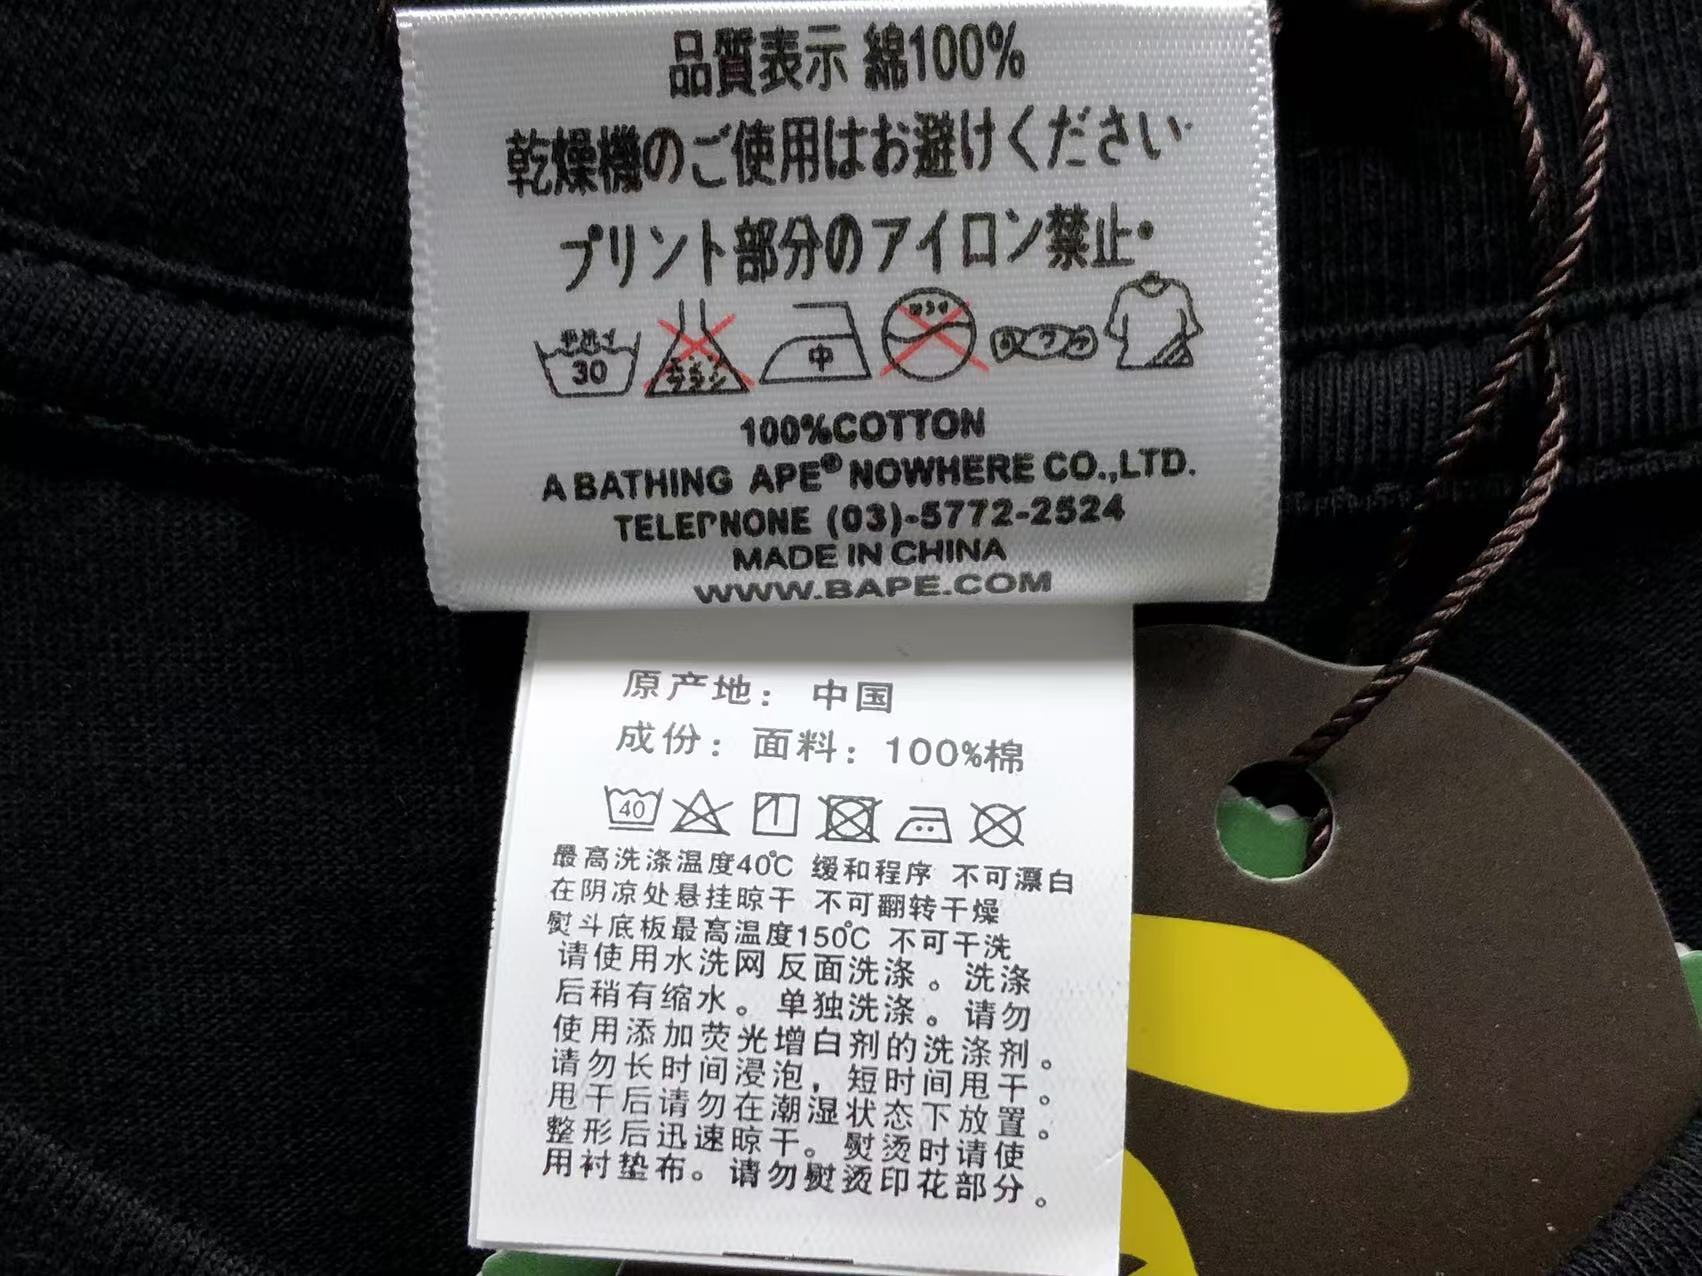 品質表示 綿100%
乾燥機のご使用はお避けください
プリント部分のアイロン禁止・
手洗イ
30
エンソ
サラシ
中
100%COTTON
A BATHING APE® NOWHERE CO.,LTD.
TELEPNONE (03)-5772-2524
MADE IN CHINA
WWW.BAPE.COM
原产地：中国
成份：面料：100%棉
40
最高洗涤温度40℃ 缓和程序 不可漂白
在阴凉处悬挂晾干 不可翻转干燥
熨斗底板最高温度150℃ 不可干洗
请使用水洗网 反面洗涤。洗涤
后稍有缩水。单独洗涤。请勿
使用添加荧光增白剂的洗涤剂。
请勿长时间浸泡，短时间甩干。
甩干后请勿在潮湿状态下放置。
整形后迅速晾干。熨烫时请使
用衬垫布。请勿熨烫印花部分。